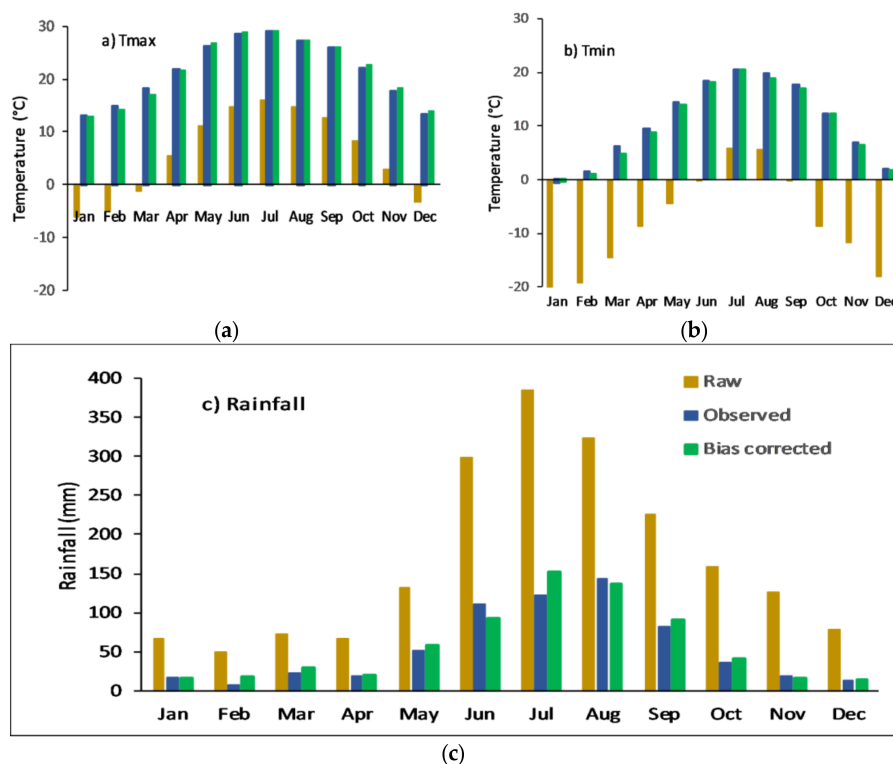 a) Tmax
Temperature (°C)
30
20
10
0
-10
-20
Jan Feb Mar Apr May Jun Jul Aug Sep Oct Nov Dec
(a)
b) Tmin
Temperature (°C)
30
20
10
0
-10
-20
Jan Feb Mar Apr May Jun Jul Aug Sep Oct Nov Dec
(b)
c) Rainfall
Rainfall (mm)
400
350
300
250
200
150
100
50
0
Raw
Observed
Bias corrected
Jan Feb Mar Apr May Jun Jul Aug Sep Oct Nov Dec
(c)